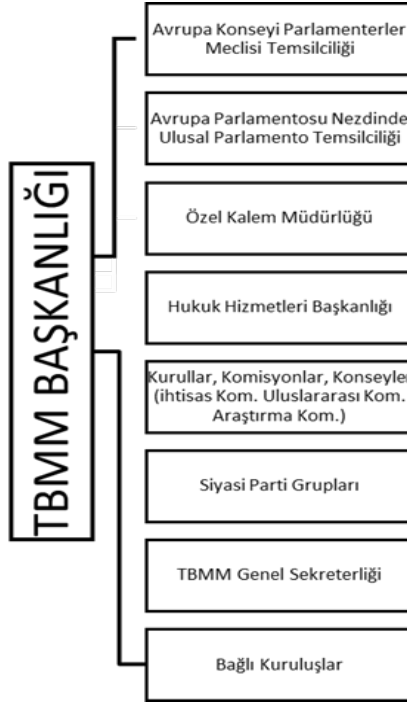 TBMM BAŞKANLIĞI
Avrupa Konseyi Parlamenterler
Meclisi Temsilciliği
Avrupa Parlamentosu Nezdinde
Ulusal Parlamento Temsilciliği
Özel Kalem Müdürlüğü
Hukuk Hizmetleri Başkanlığı
Kurullar, Komisyonlar, Konseyler
(ihtisas Kom. Uluslararası Kom.
Araştırma Kom.)
Siyasi Parti Grupları
TBMM Genel Sekreterliği
Bağlı Kuruluşlar